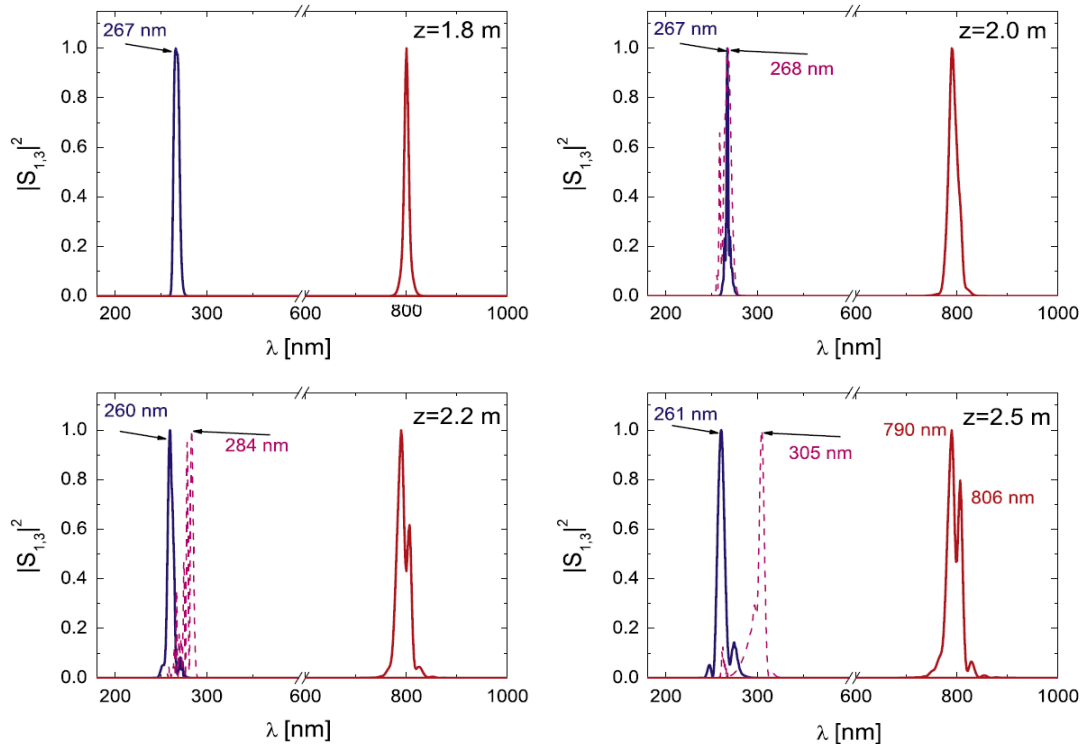 267 nm
z=1.8 m
1.0
0.8
0.6
0.4
0.2
0.0
|S1,3|²
200 300 600 800 1000
λ [nm]
267 nm
z=2.0 m
268 nm
1.0
0.8
0.6
0.4
0.2
0.0
|S1,3|²
200 300 600 800 1000
λ [nm]
260 nm
z=2.2 m
284 nm
1.0
0.8
0.6
0.4
0.2
0.0
|S1,3|²
200 300 600 800 1000
λ [nm]
261 nm
z=2.5 m
790 nm
305 nm
806 nm
1.0
0.8
0.6
0.4
0.2
0.0
|S1,3|²
200 300 600 800 1000
λ [nm]